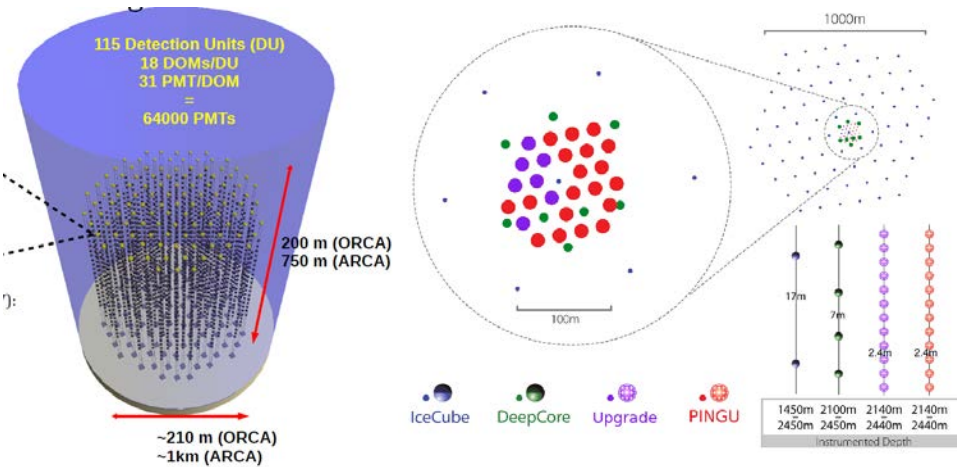 115 Detection Units (DU)
18 DOMs/DU
31 PMT/DOM
=
64000 PMTs
200 m (ORCA)
750 m (ARCA)
'):
~210 m (ORCA)
~1km (ARCA)
100m
1000m
IceCube
DeepCore
Upgrade
PINGU
17m
7m
2.4m
2.4m
1450m 2100m 2140m 2140m
2450m 2450m 2440m 2440m
Instrumented Depth